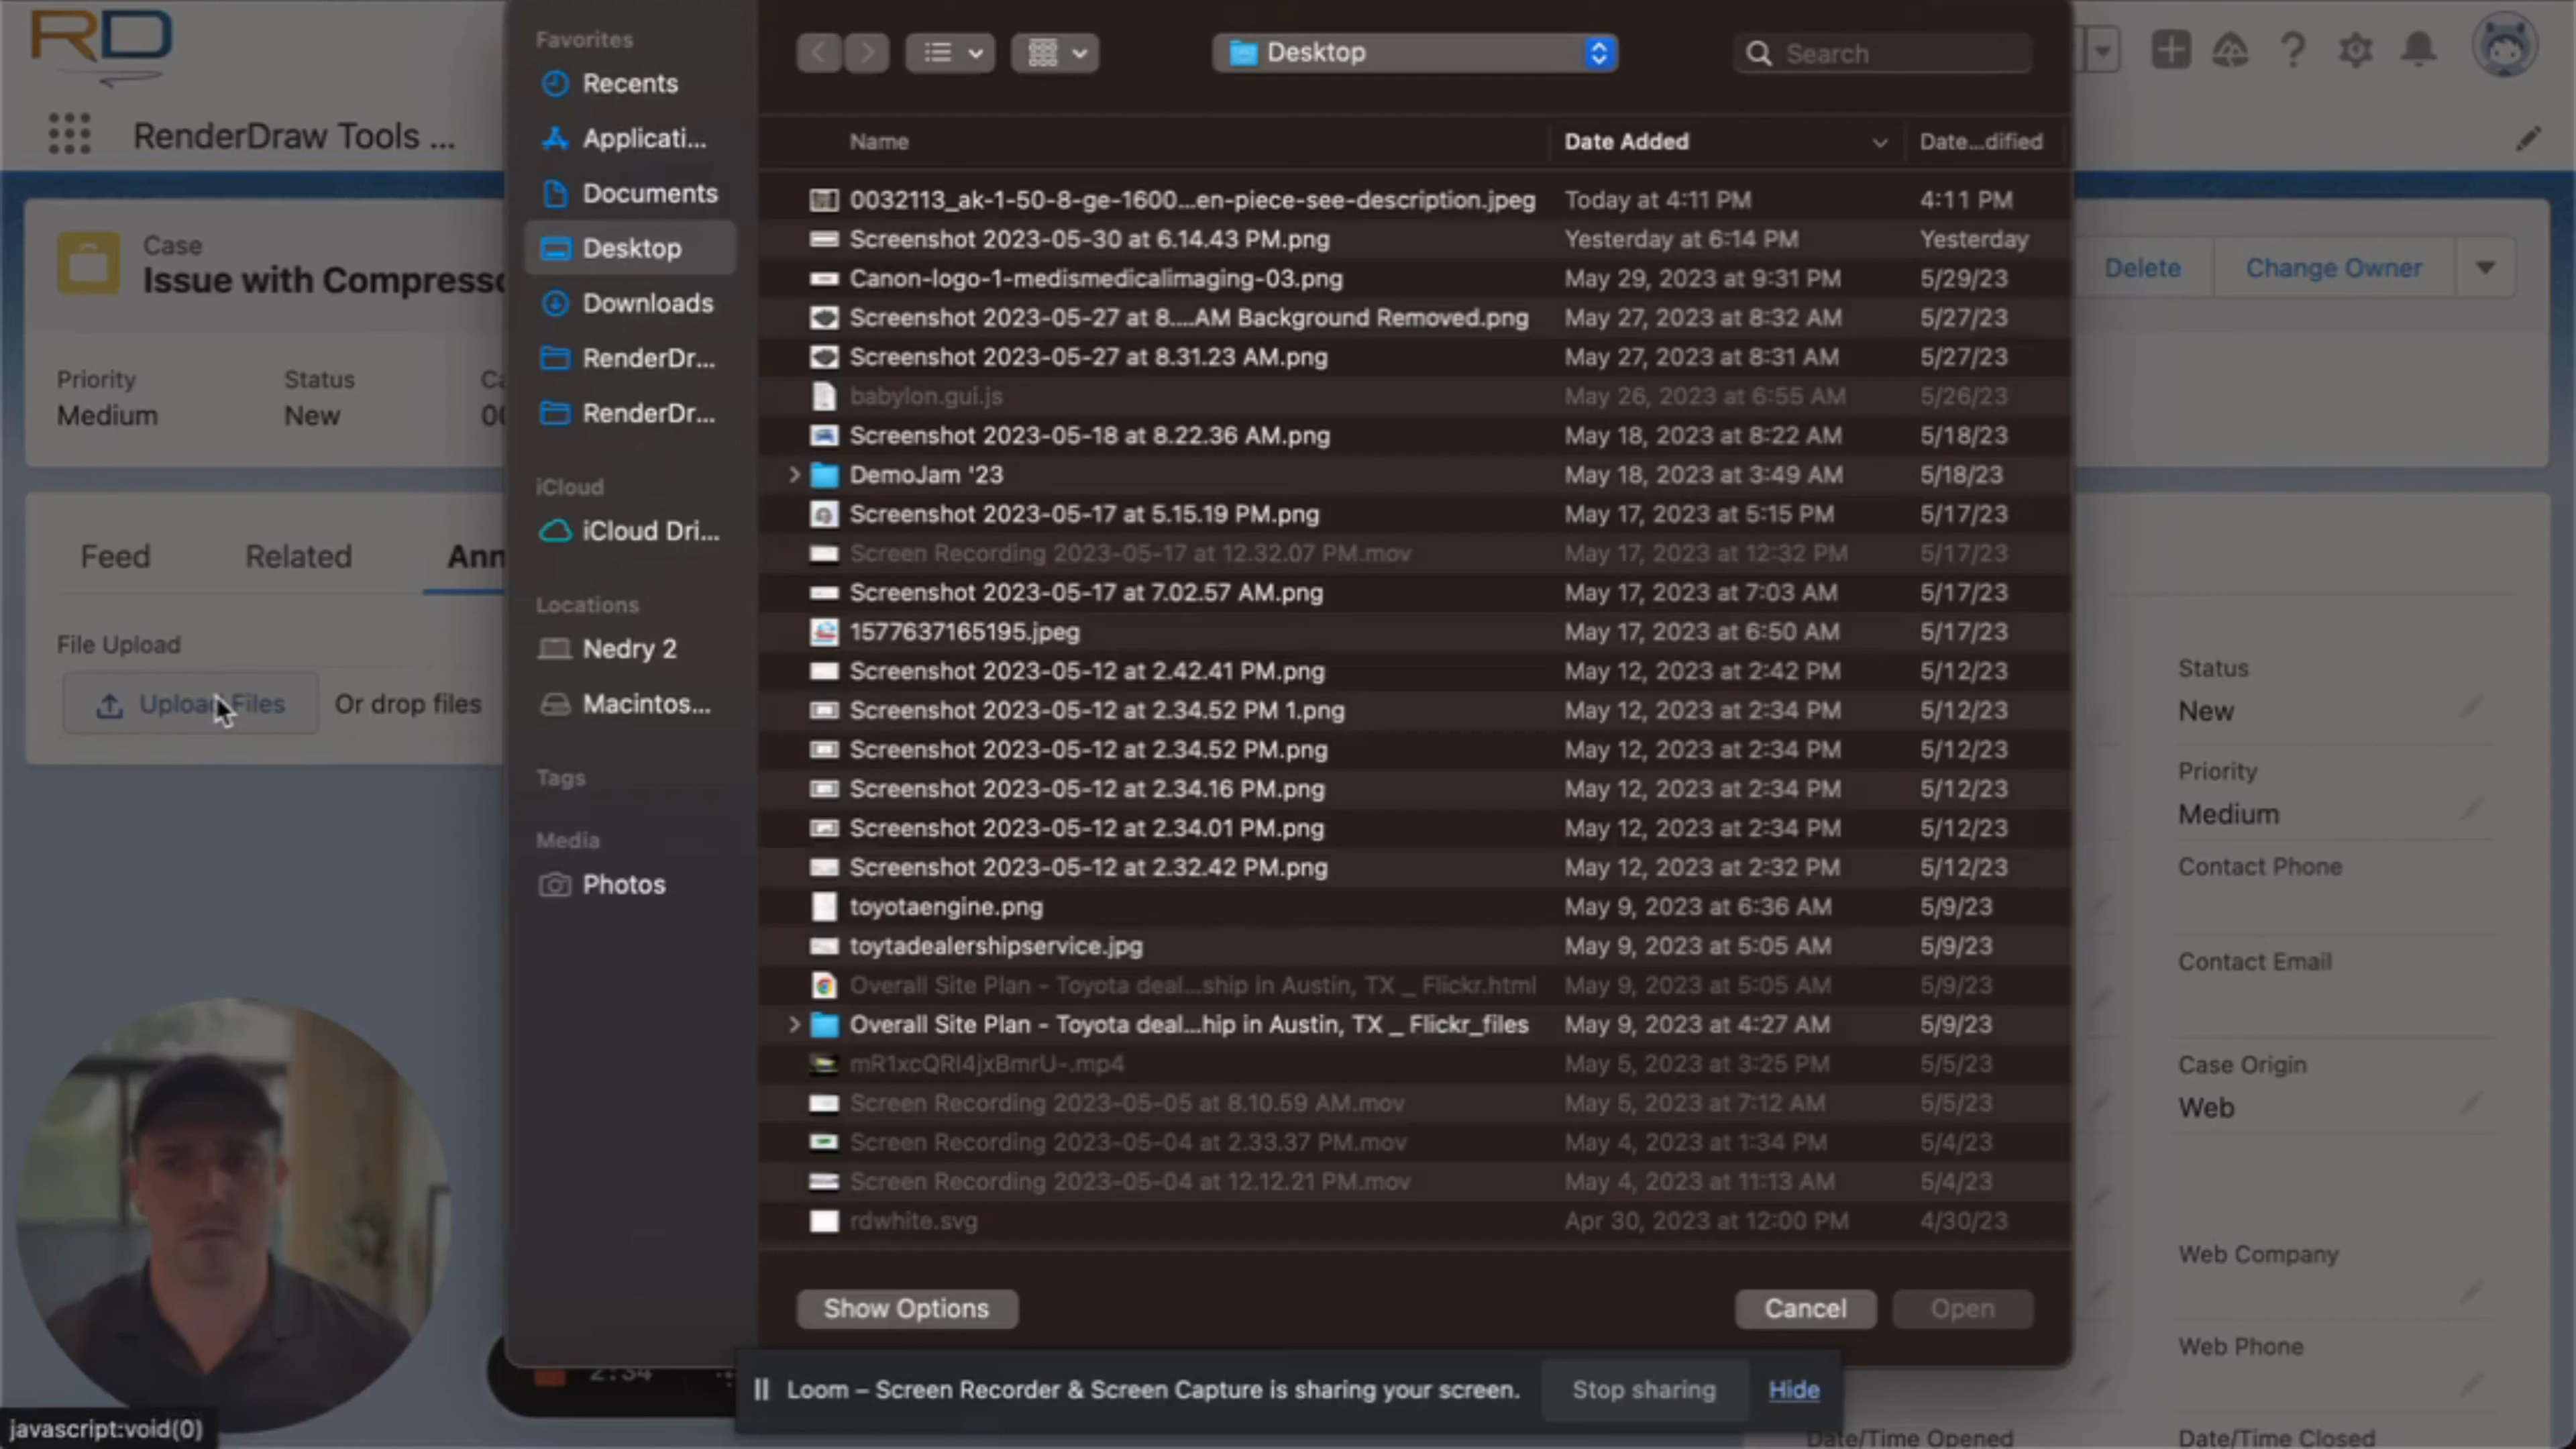 RD
RenderDraw Tools ...
Case
Issue with Compresso
Priority
Medium
Status
New
Ca
00
Feed
Related
Ann
File Upload
Upload Files
Or drop files
Favorites
Recents
Applicati...
Documents
Desktop
Downloads
RenderDr...
RenderDr...
iCloud
iCloud Dri...
Locations
Nedry 2
Macintos...
Tags
Media
Photos
Desktop
Search
Name
Date Added
Date...dified
0032113_ak-1-50-8-ge-1600...en-piece-see-description.jpeg Today at 4:11 PM 4:11 PM
Screenshot 2023-05-30 at 6.14.43 PM.png Yesterday at 6:14 PM Yesterday
Canon-logo-1-medismedicalimaging-03.png May 29, 2023 at 9:31 PM 5/29/23
Screenshot 2023-05-27 at 8....AM Background Removed.png May 27, 2023 at 8:32 AM 5/27/23
Screenshot 2023-05-27 at 8.31.23 AM.png May 27, 2023 at 8:31 AM 5/27/23
babylon.gui.js May 26, 2023 at 6:55 AM 5/26/23
Screenshot 2023-05-18 at 8.22.36 AM.png May 18, 2023 at 8:22 AM 5/18/23
DemoJam '23 May 18, 2023 at 3:49 AM 5/18/23
Screenshot 2023-05-17 at 5.15.19 PM.png May 17, 2023 at 5:15 PM 5/17/23
Screen Recording 2023-05-17 at 12.32.07 PM.mov May 17, 2023 at 12:32 PM 5/17/23
Screenshot 2023-05-17 at 7.02.57 AM.png May 17, 2023 at 7:03 AM 5/17/23
1577637165195.jpeg May 17, 2023 at 6:50 AM 5/17/23
Screenshot 2023-05-12 at 2.42.41 PM.png May 12, 2023 at 2:42 PM 5/12/23
Screenshot 2023-05-12 at 2.34.52 PM 1.png May 12, 2023 at 2:34 PM 5/12/23
Screenshot 2023-05-12 at 2.34.52 PM.png May 12, 2023 at 2:34 PM 5/12/23
Screenshot 2023-05-12 at 2.34.16 PM.png May 12, 2023 at 2:34 PM 5/12/23
Screenshot 2023-05-12 at 2.34.01 PM.png May 12, 2023 at 2:34 PM 5/12/23
Screenshot 2023-05-12 at 2.32.42 PM.png May 12, 2023 at 2:32 PM 5/12/23
toyotaengine.png May 9, 2023 at 6:36 AM 5/9/23
toytadealershipservice.jpg May 9, 2023 at 5:05 AM 5/9/23
Overall Site Plan - Toyota deal...ship in Austin, TX _ Flickr.html May 9, 2023 at 5:05 AM 5/9/23
Overall Site Plan - Toyota deal...hip in Austin, TX _ Flickr_files May 9, 2023 at 4:27 AM 5/9/23
mR1xcQRl4jxBmrU-.mp4 May 5, 2023 at 3:25 PM 5/5/23
Screen Recording 2023-05-05 at 8.10.59 AM.mov May 5, 2023 at 7:12 AM 5/5/23
Screen Recording 2023-05-04 at 2.33.37 PM.mov May 4, 2023 at 1:34 PM 5/4/23
Screen Recording 2023-05-04 at 12.12.21 PM.mov May 4, 2023 at 11:13 AM 5/4/23
rdwhite.svg Apr 30, 2023 at 12:00 PM 4/30/23
Show Options
Cancel
Open
Delete
Change Owner
Status
New
Priority
Medium
Contact Phone
Contact Email
Case Origin
Web
Web Company
Web Phone
Date/Time Opened
Date/Time Closed
2:34
Loom – Screen Recorder & Screen Capture is sharing your screen.
Stop sharing
Hide
javascript:void(0)